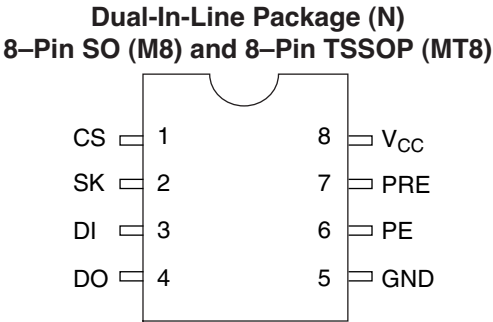 Dual-In-Line Package (N)
8–Pin SO (M8) and 8–Pin TSSOP (MT8)
CS 1 8 VCC
SK 2 7 PRE
DI 3 6 PE
DO 4 5 GND